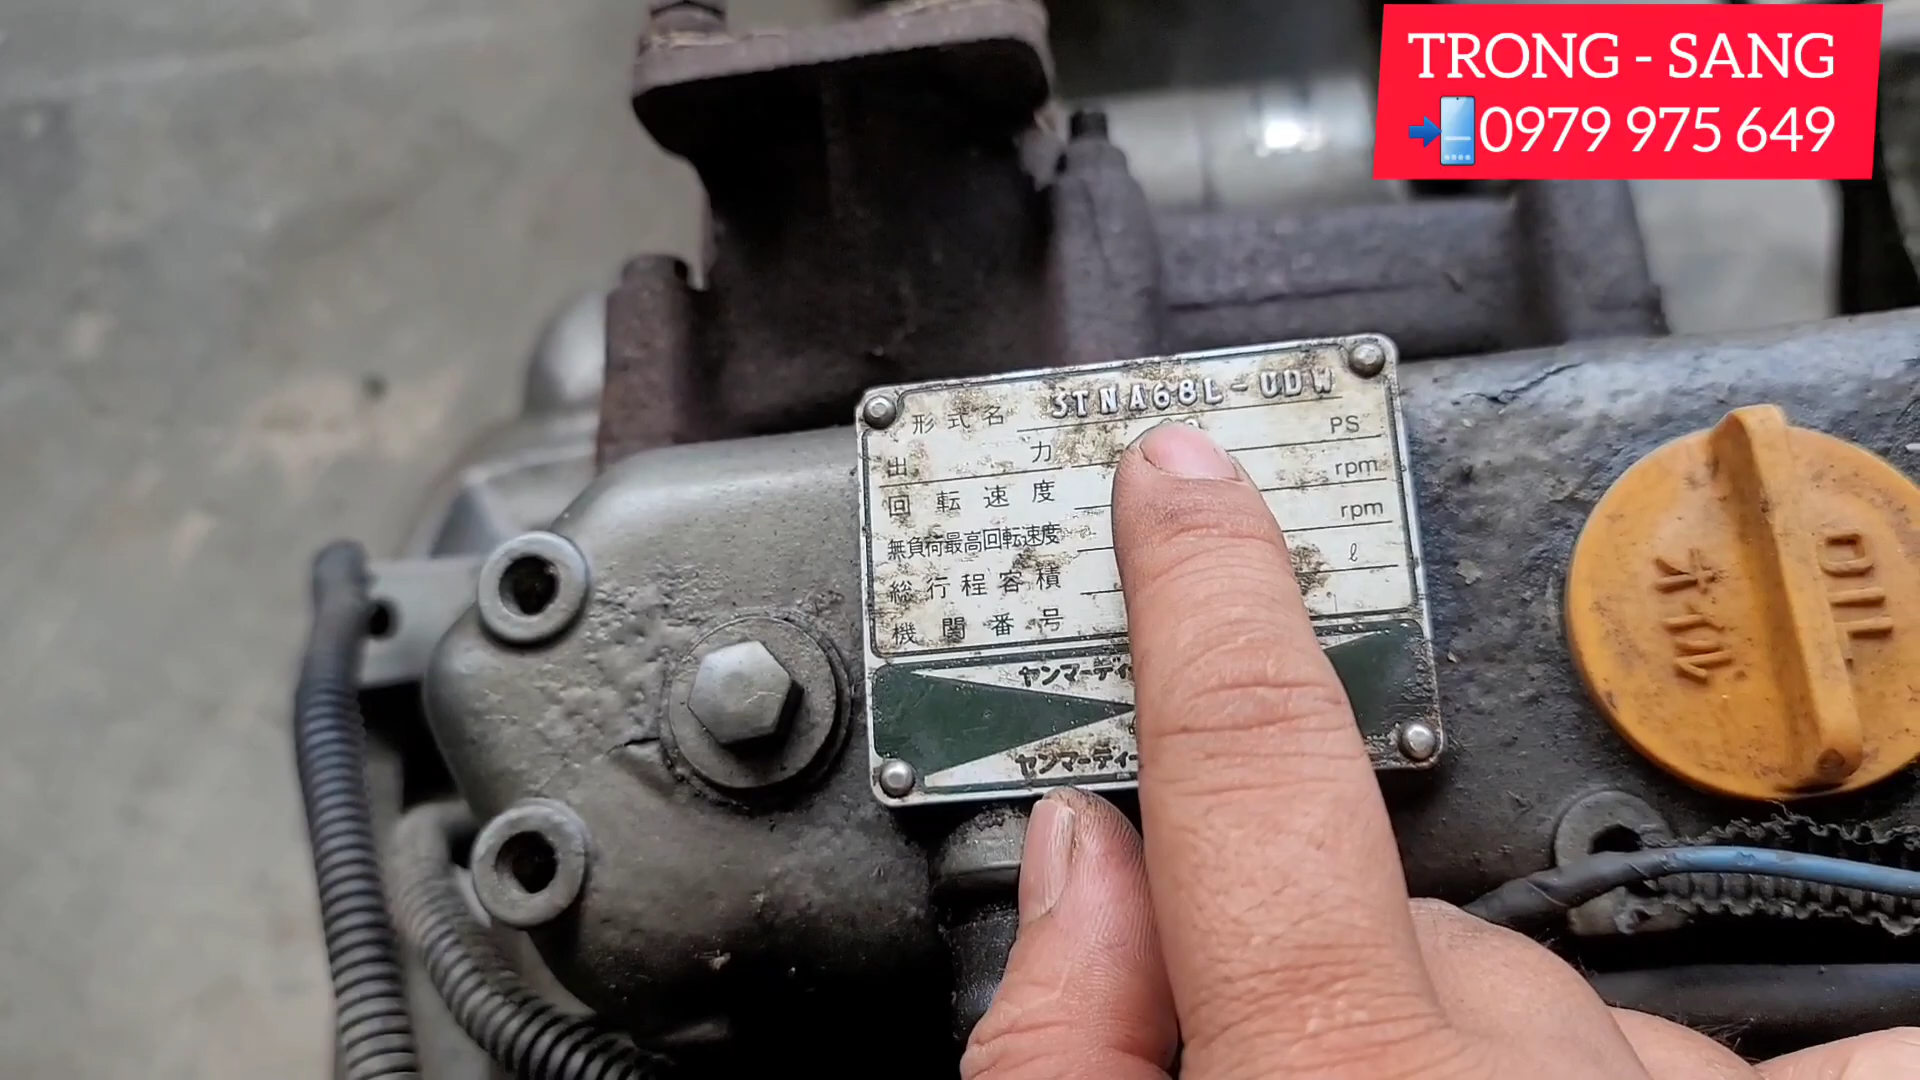 TRONG - SANG
0979 975 649
形式名 3TNA68L-UDW
出力 PS
回転速度 rpm
無負荷最高回転速度 rpm
総行程容積 ℓ
機関番号
ヤンマーディ
ヤンマーディー
OIL
オイル